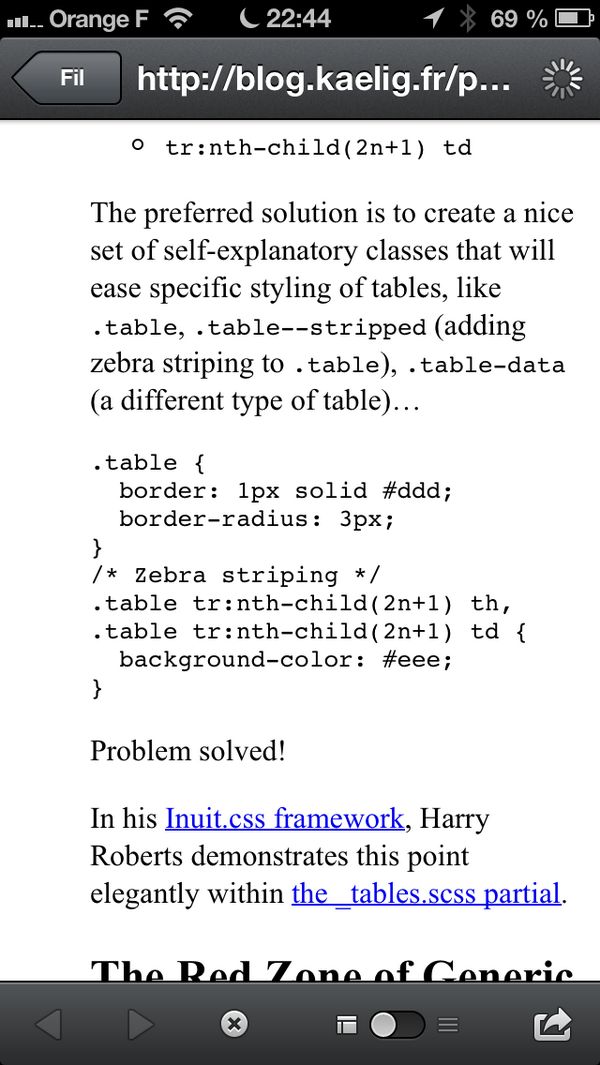 Orange F 22:44 69 %
Fil http://blog.kaelig.fr/p...
tr:nth-child(2n+1) td
The preferred solution is to create a nice
set of self-explanatory classes that will
ease specific styling of tables, like
.table, .table--stripped (adding
zebra striping to .table), .table-data
(a different type of table)…
.table {
  border: 1px solid #ddd;
  border-radius: 3px;
}
/* Zebra striping */
.table tr:nth-child(2n+1) th,
.table tr:nth-child(2n+1) td {
  background-color: #eee;
}
Problem solved!
In his Inuit.css framework, Harry
Roberts demonstrates this point
elegantly within the _tables.scss partial.
The Red Zone of Generic